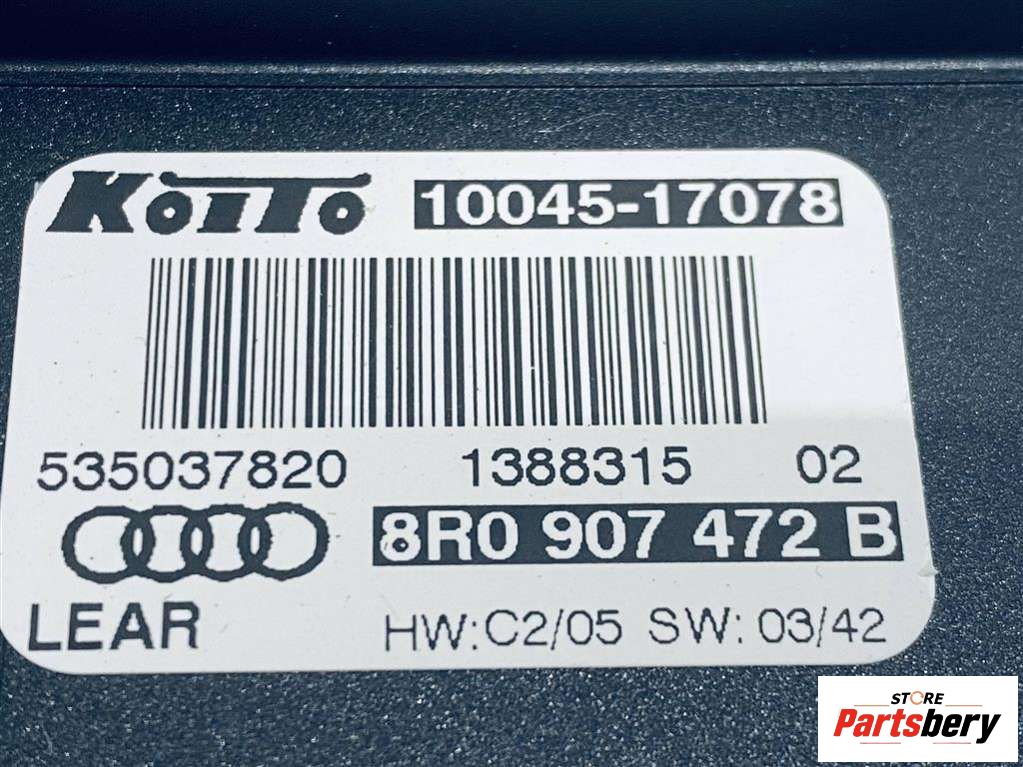 KOITO 10045-17078
535037820 1388315 02
8R0 907 472 B
LEAR HW:C2/05 SW: 03/42
STORE
Partsbery